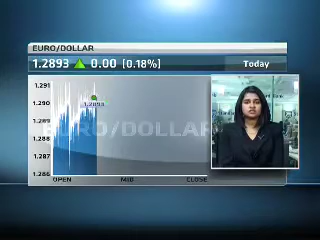 EURO/DOLLAR
1.2893 0.00 [0.18%] Today
1.291
1.290
1.289
1.288
1.287
1.286
1.2893
EURO/DOLLAR
OPEN MID CLOSE